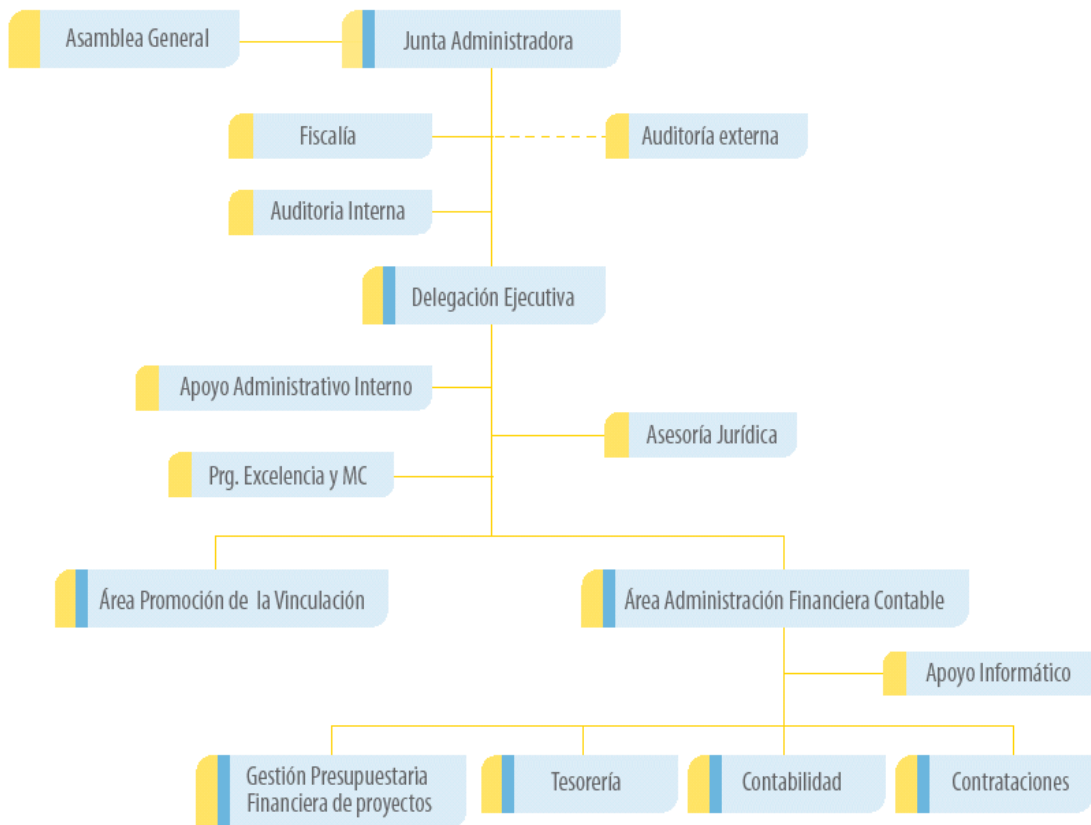 Asamblea General
Junta Administradora
Fiscalía
Auditoría externa
Auditoria Interna
Delegación Ejecutiva
Apoyo Administrativo Interno
Asesoría Jurídica
Prg. Excelencia y MC
Área Promoción de la Vinculación
Área Administración Financiera Contable
Apoyo Informático
Gestión Presupuestaria
Financiera de proyectos
Tesorería
Contabilidad
Contrataciones